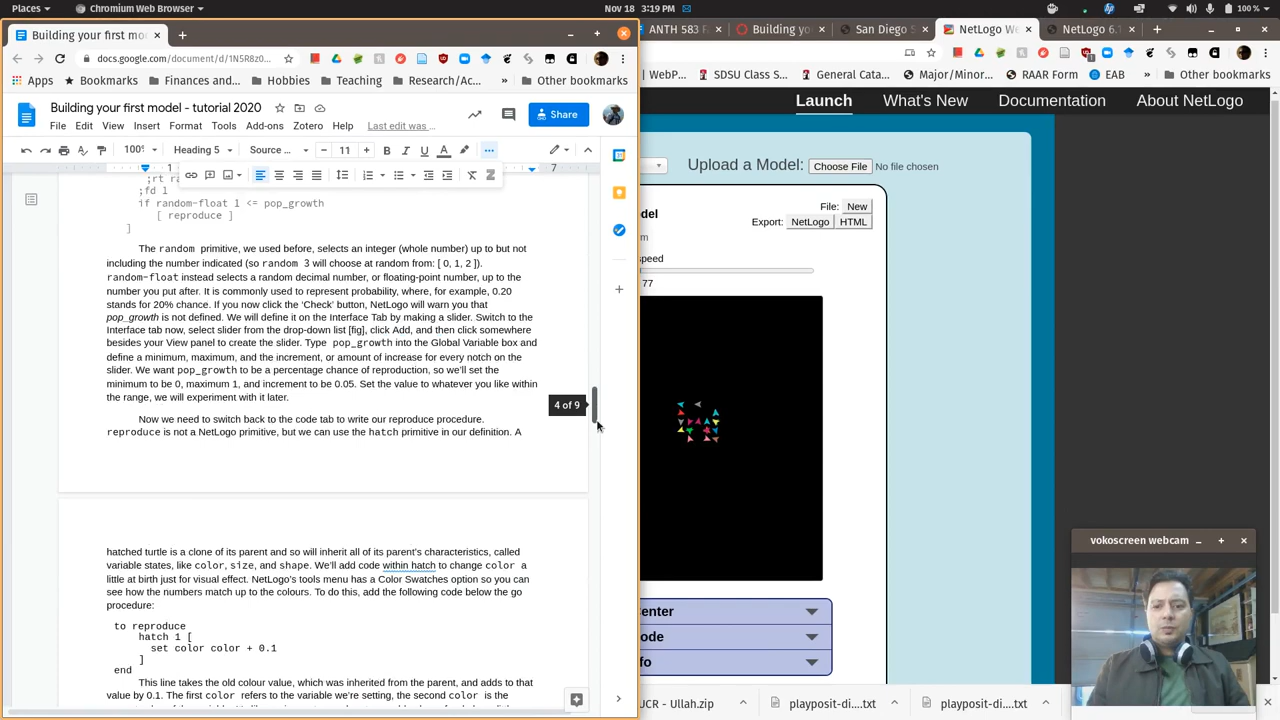 Places
Chromium Web Browser
Nov 18 3:19 PM
100 %
Building your first mo
ANTH 583 F
Building yo
San Diego S
NetLogo We
NetLogo 6.1
docs.google.com/document/d/1N5R8z0...
Apps
Bookmarks
Finances and...
Hobbies
Teaching
Research/Ac...
Other bookmarks
WebP...
SDSU Class S...
General Cata...
Major/Minor...
RAAR Form
EAB
Other bookmarks
Building your first model - tutorial 2020
Share
File Edit View Insert Format Tools Add-ons Zotero Help Last edit was ...
Launch What's New Documentation About NetLogo
100%
Heading 5
Source ...
11
Upload a Model: Choose File No file chosen
1
7
;rt ra
;fd 1
if random-float 1 <= pop_growth
[ reproduce ]
]
The random primitive, we used before, selects an integer (whole number) up to but not
including the number indicated (so random 3 will choose at random from: [ 0, 1, 2 ]).
random-float instead selects a random decimal number, or floating-point number, up to the
number you put after. It is commonly used to represent probability, where, for example, 0.20
stands for 20% chance. If you now click the ‘Check’ button, NetLogo will warn you that
pop_growth is not defined. We will define it on the Interface Tab by making a slider. Switch to the
Interface tab now, select slider from the drop-down list [fig], click Add, and then click somewhere
besides your View panel to create the slider. Type pop_growth into the Global Variable box and
define a minimum, maximum, and the increment, or amount of increase for every notch on the
slider. We want pop_growth to be a percentage chance of reproduction, so we’ll set the
minimum to be 0, maximum 1, and increment to be 0.05. Set the value to whatever you like within
the range, we will experiment with it later.
Now we need to switch back to the code tab to write our reproduce procedure.
reproduce is not a NetLogo primitive, but we can use the hatch primitive in our definition. A
4 of 9
hatched turtle is a clone of its parent and so will inherit all of its parent’s characteristics, called
variable states, like color, size, and shape. We’ll add code within hatch to change color a
little at birth just for visual effect. NetLogo’s tools menu has a Color Swatches option so you can
see how the numbers match up to the colours. To do this, add the following code below the go
procedure:
to reproduce
hatch 1 [
set color color + 0.1
]
end
This line takes the old colour value, which was inherited from the parent, and adds to that
value by 0.1. The first color refers to the variable we’re setting, the second color is the
odel
File: New
Export: NetLogo HTML
m
speed
77
enter
ode
fo
vokoscreen webcam
UCR - Ullah.zip
playposit-di....txt
playposit-di....txt